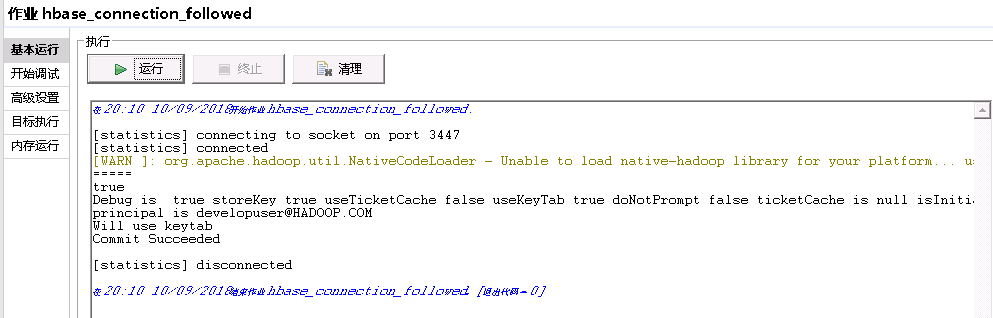 作业 hbase_connection_followed
基本运行
开始调试
高级设置
目标执行
内存运行
执行
运行
终止
清理
在 20:10 10/09/2018开始作业 hbase_connection_followed.
[statistics] connecting to socket on port 3447
[statistics] connected
[WARN ]: org.apache.hadoop.util.NativeCodeLoader - Unable to load native-hadoop library for your platform... us
=====
true
Debug is  true storeKey true useTicketCache false useKeyTab true doNotPrompt false ticketCache is null isInitia
principal is developuser@HADOOP.COM
Will use keytab
Commit Succeeded
[statistics] disconnected
在 20:10 10/09/2018结束作业 hbase_connection_followed. [退出代码 = 0]